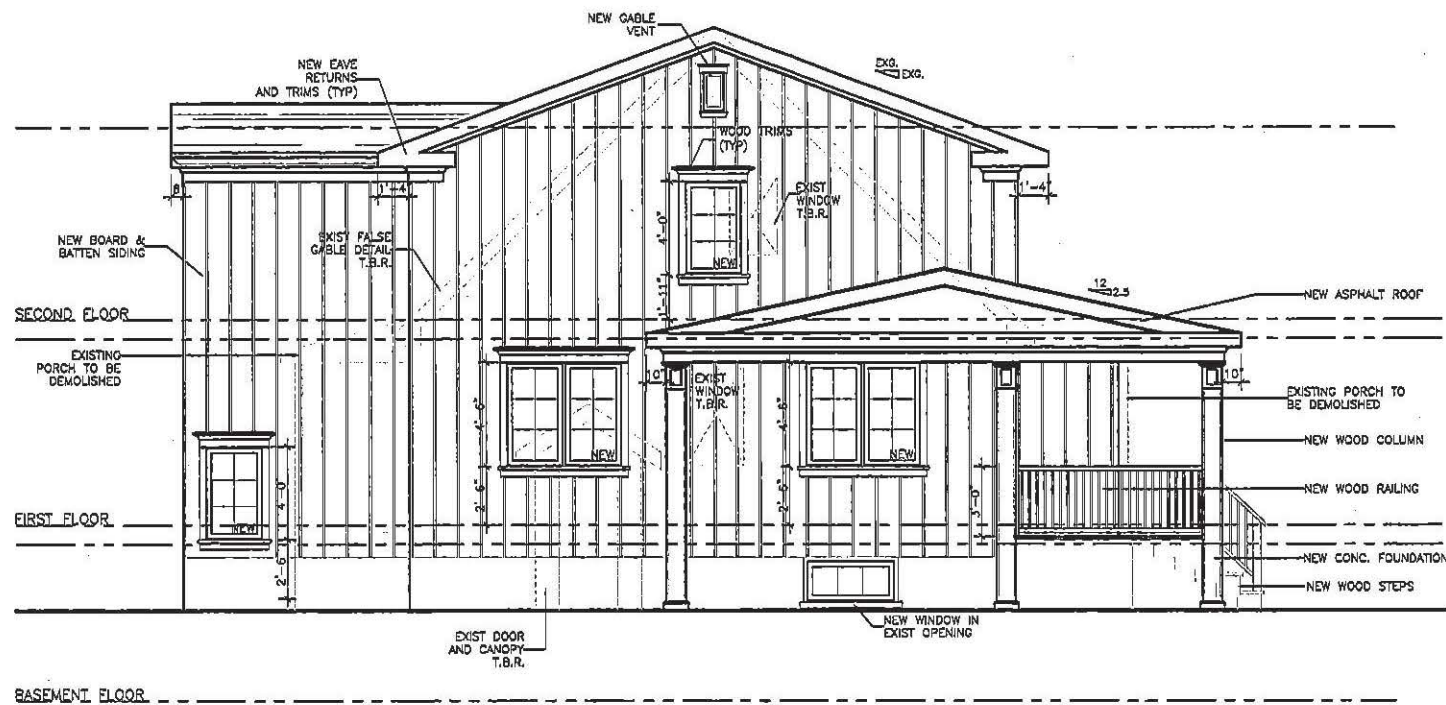 NEW GABLE
VENT
EXG.
EXG.
NEW EAVE
RETURNS
AND TRIMS (TYP)
WOOD TRIMS
(TYP)
8"
1'-4"
1'-4"
EXIST
WINDOW
T.B.R.
NEW BOARD &
BATTEN SIDING
EXIST FALSE
GABLE DETAIL
T.B.R.
4'-0"
NEW
1'-11"
12
2.5
NEW ASPHALT ROOF
SECOND FLOOR
EXISTING
PORCH TO BE
DEMOLISHED
10"
EXIST
WINDOW
T.B.R.
10"
EXISTING PORCH TO
BE DEMOLISHED
4'-6"
4'-6"
NEW
NEW
NEW WOOD COLUMN
4'-0"
2'-6"
2'-6"
3'-0"
NEW WOOD RAILING
FIRST FLOOR
NEW
2'-6"
NEW CONC. FOUNDATION
NEW WOOD STEPS
EXIST DOOR
AND CANOPY
T.B.R.
NEW WINDOW IN
EXIST OPENING
BASEMENT FLOOR